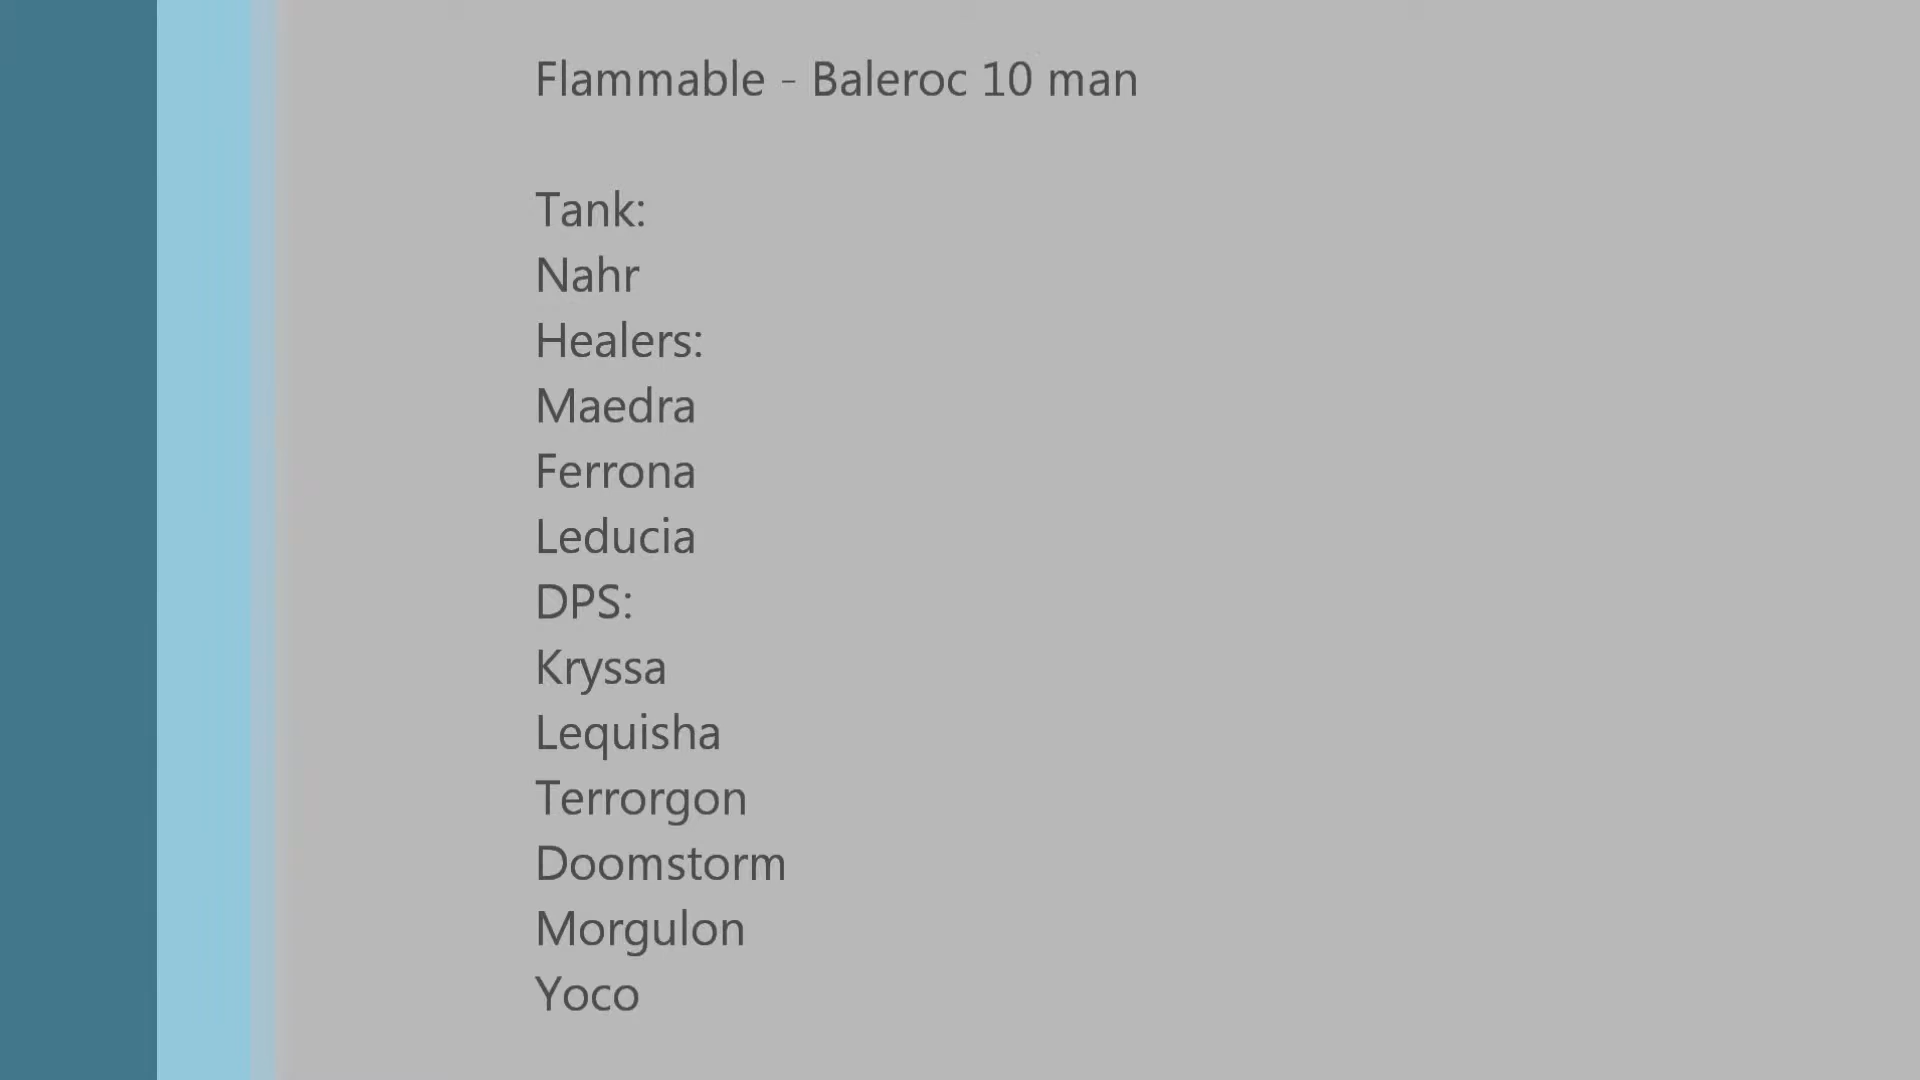 Flammable - Baleroc 10 man
Tank:
Nahr
Healers:
Maedra
Ferrona
Leducia
DPS:
Kryssa
Lequisha
Terrorgon
Doomstorm
Morgulon
Yoco